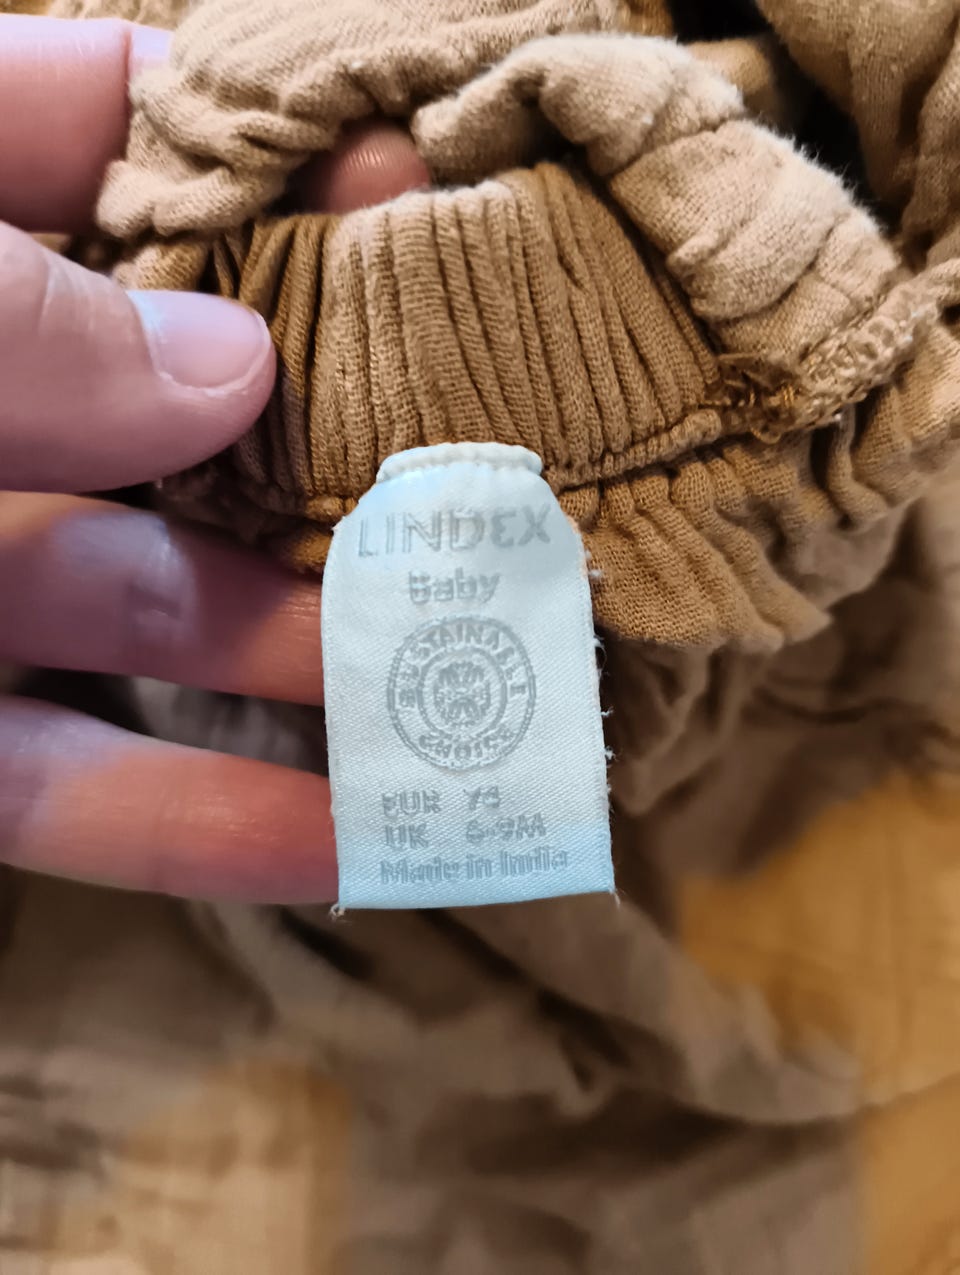 LINDEX
Baby
SUSTAINABLE
CHOICE
EUR 74
UK 6-9M
Made in India